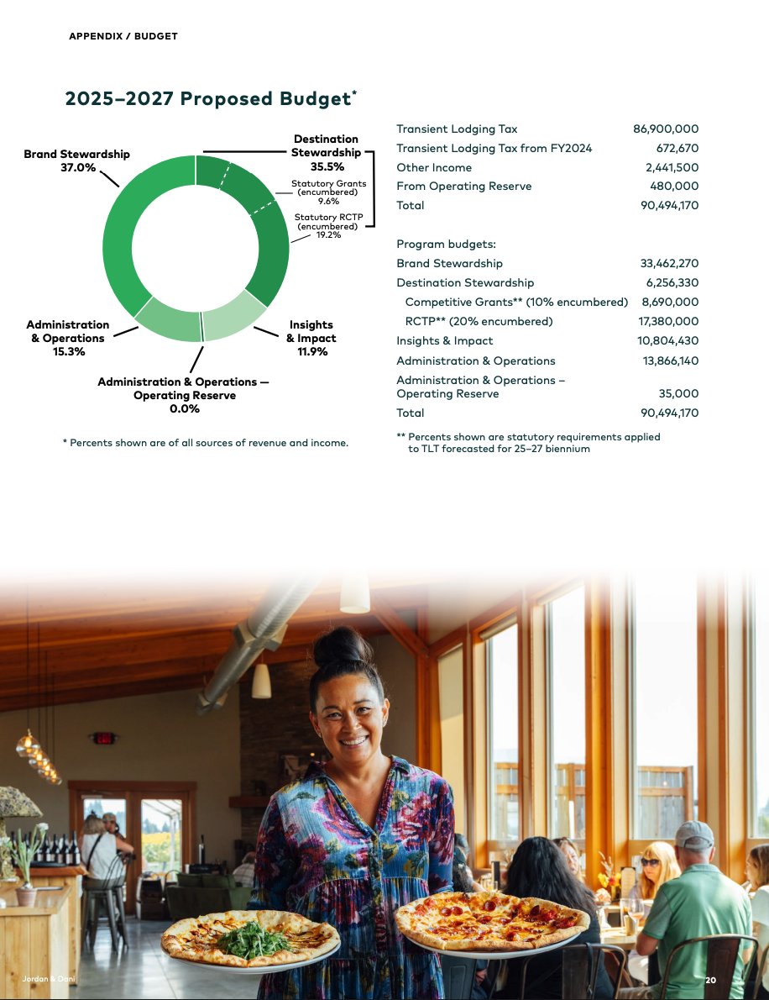 APPENDIX / BUDGET
2025–2027 Proposed Budget*
Brand Stewardship
37.0%
Destination
Stewardship
35.5%
Statutory Grants
(encumbered)
9.6%
Statutory RCTP
(encumbered)
19.2%
Administration
& Operations
15.3%
Insights
& Impact
11.9%
Administration & Operations —
Operating Reserve
0.0%
* Percents shown are of all sources of revenue and income.
Transient Lodging Tax 86,900,000
Transient Lodging Tax from FY2024 672,670
Other Income 2,441,500
From Operating Reserve 480,000
Total 90,494,170
Program budgets:
Brand Stewardship 33,462,270
Destination Stewardship 6,256,330
Competitive Grants** (10% encumbered) 8,690,000
RCTP** (20% encumbered) 17,380,000
Insights & Impact 10,804,430
Administration & Operations 13,866,140
Administration & Operations –
Operating Reserve 35,000
Total 90,494,170
** Percents shown are statutory requirements applied
to TLT forecasted for 25–27 biennium
EXIT
Jordan & Dani
20